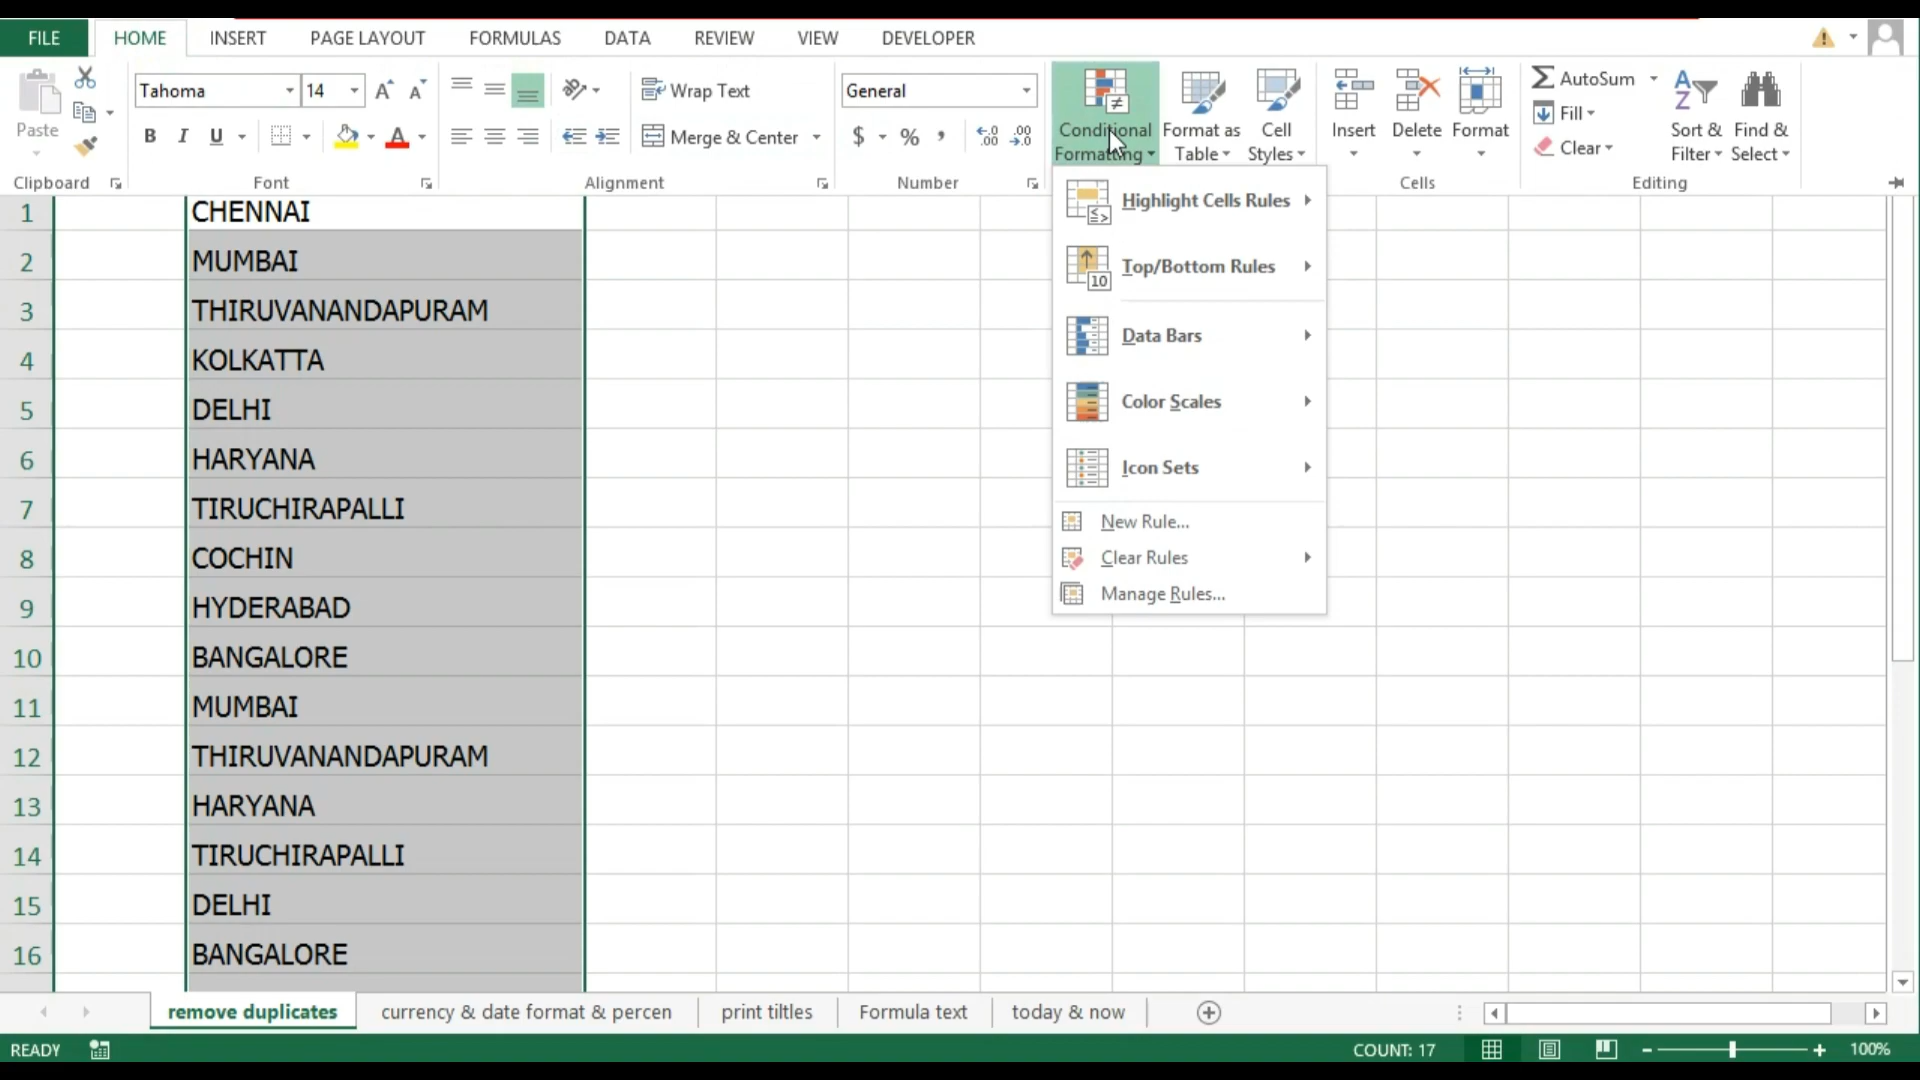 FILE HOME INSERT PAGE LAYOUT FORMULAS DATA REVIEW VIEW DEVELOPER
Paste
Tahoma 14 A A
B I U A
Wrap Text
Merge & Center
General
$ % , .0 .00 .00 .0
Conditional Formatting
Format as Table
Cell Styles
Insert Delete Format
AutoSum
Fill
Clear
Sort & Filter
Find & Select
Clipboard Font Alignment Number Cells Editing
Highlight Cells Rules
Top/Bottom Rules
10
Data Bars
Color Scales
Icon Sets
New Rule...
Clear Rules
Manage Rules...
1 CHENNAI
2 MUMBAI
3 THIRUVANANDAPURAM
4 KOLKATTA
5 DELHI
6 HARYANA
7 TIRUCHIRAPALLI
8 COCHIN
9 HYDERABAD
10 BANGALORE
11 MUMBAI
12 THIRUVANANDAPURAM
13 HARYANA
14 TIRUCHIRAPALLI
15 DELHI
16 BANGALORE
remove duplicates currency & date format & percen print tiltles Formula text today & now
READY COUNT: 17 100%